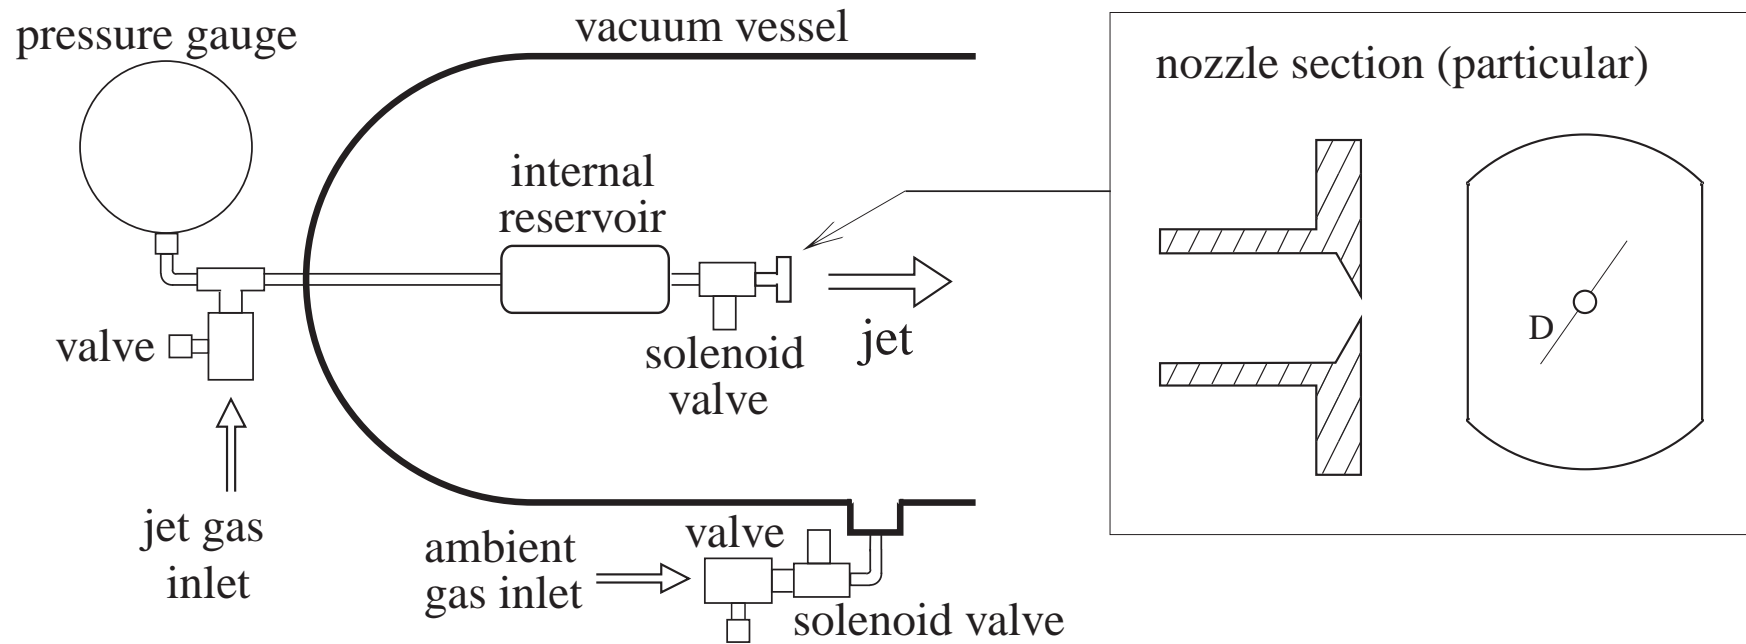 vacuum vessel
pressure gauge
nozzle section (particular)
internal
reservoir
D
valve
solenoid
valve
jet
jet gas
inlet
ambient
gas inlet
valve
solenoid valve